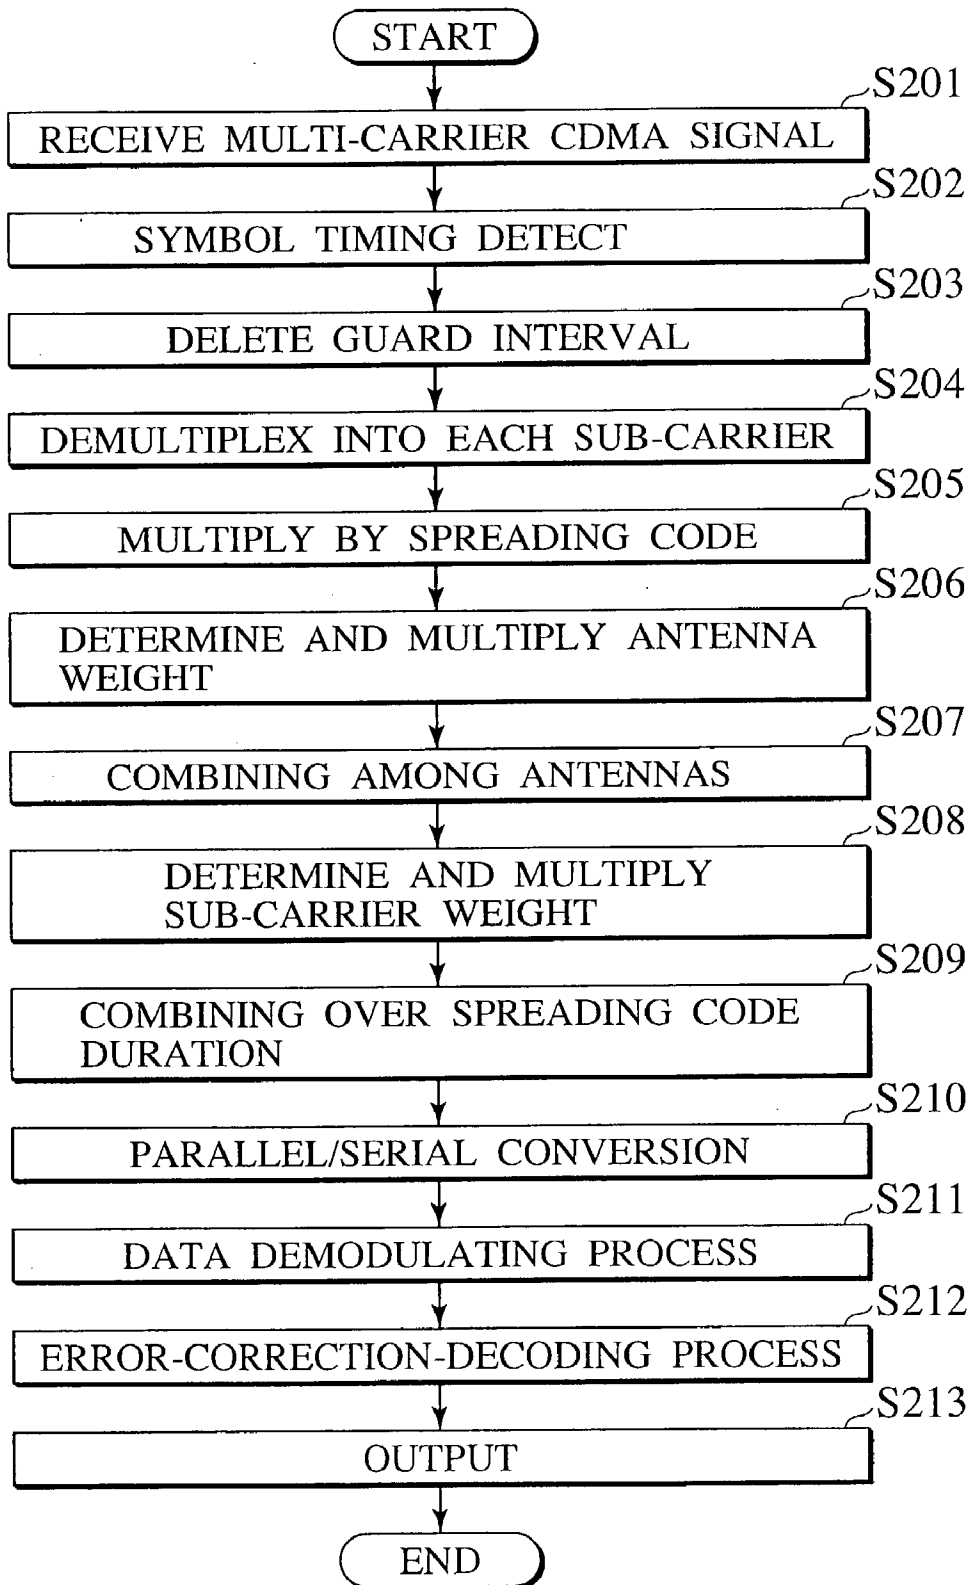 START
S201
RECEIVE MULTI-CARRIER CDMA SIGNAL
S202
SYMBOL TIMING DETECT
S203
DELETE GUARD INTERVAL
S204
DEMULTIPLEX INTO EACH SUB-CARRIER
S205
MULTIPLY BY SPREADING CODE
S206
DETERMINE AND MULTIPLY ANTENNA
WEIGHT
S207
COMBINING AMONG ANTENNAS
S208
DETERMINE AND MULTIPLY
SUB-CARRIER WEIGHT
S209
COMBINING OVER SPREADING CODE
DURATION
S210
PARALLEL/SERIAL CONVERSION
S211
DATA DEMODULATING PROCESS
S212
ERROR-CORRECTION-DECODING PROCESS
S213
OUTPUT
END